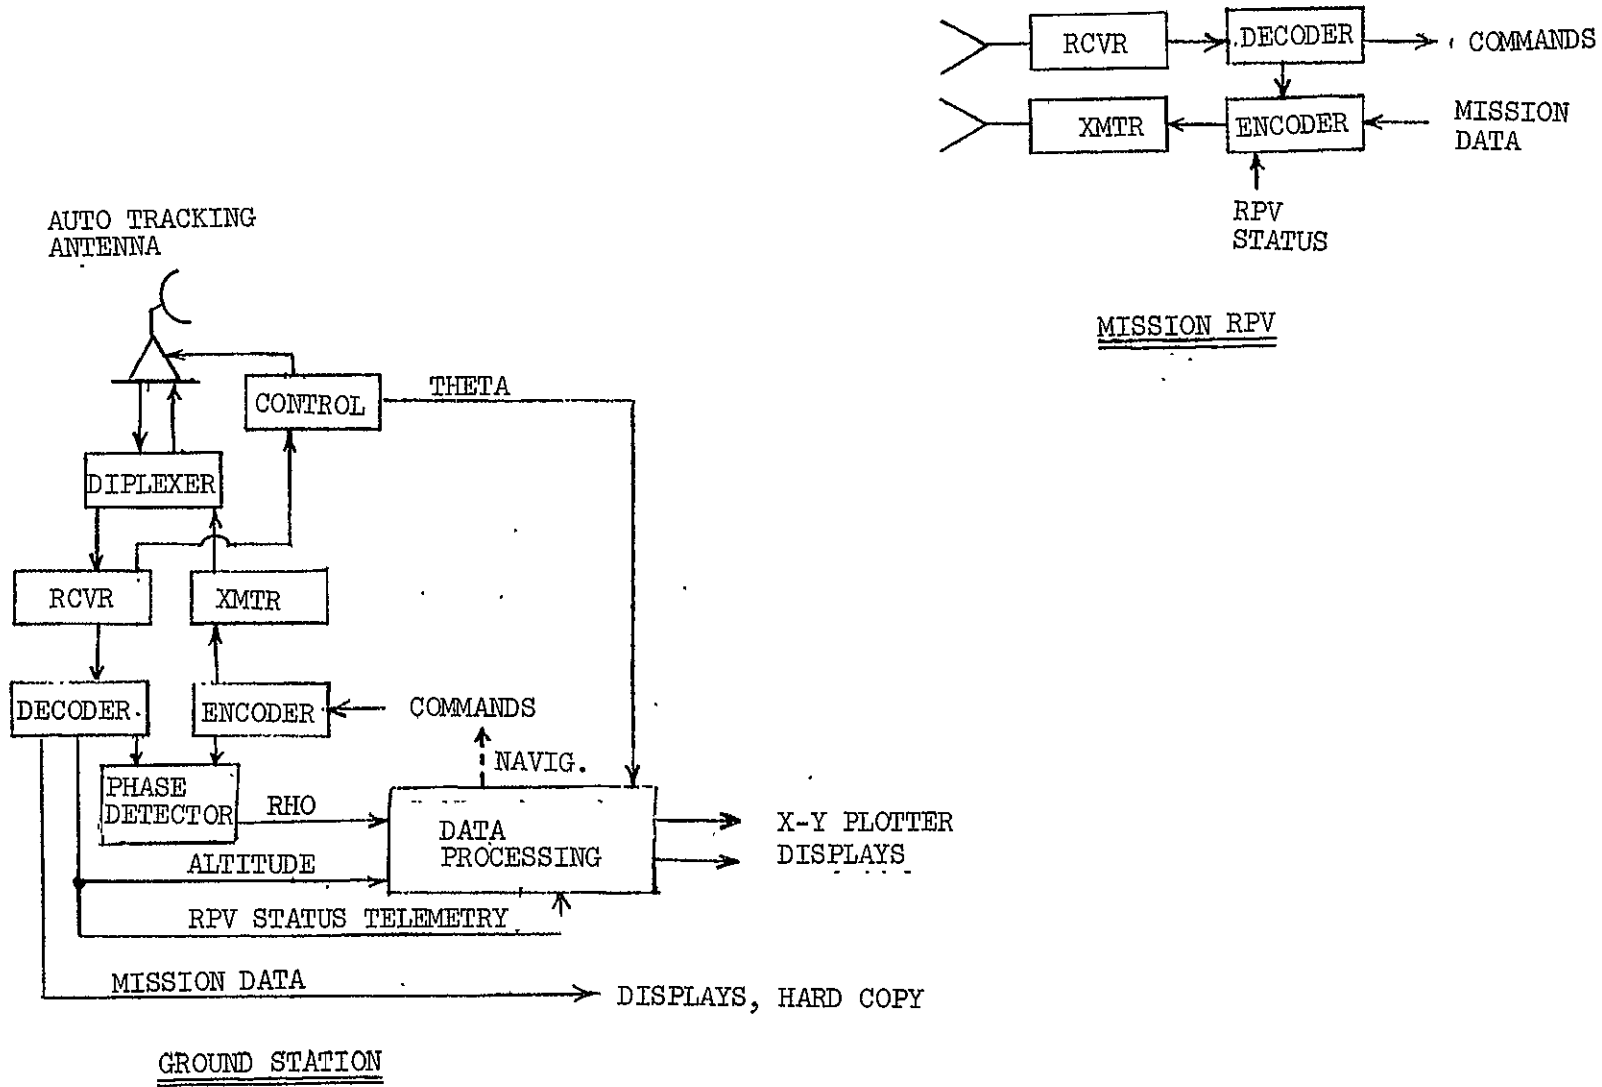 RCVR
DECODER
COMMANDS
XMTR
ENCODER
MISSION
DATA
RPV
STATUS
MISSION RPV
AUTO TRACKING
ANTENNA
CONTROL
THETA
DIPLEXER
RCVR
XMTR
DECODER
ENCODER
COMMANDS
NAVIG.
PHASE
DETECTOR
RHO
DATA
PROCESSING
X-Y PLOTTER
DISPLAYS
ALTITUDE
RPV STATUS TELEMETRY
MISSION DATA
DISPLAYS, HARD COPY
GROUND STATION